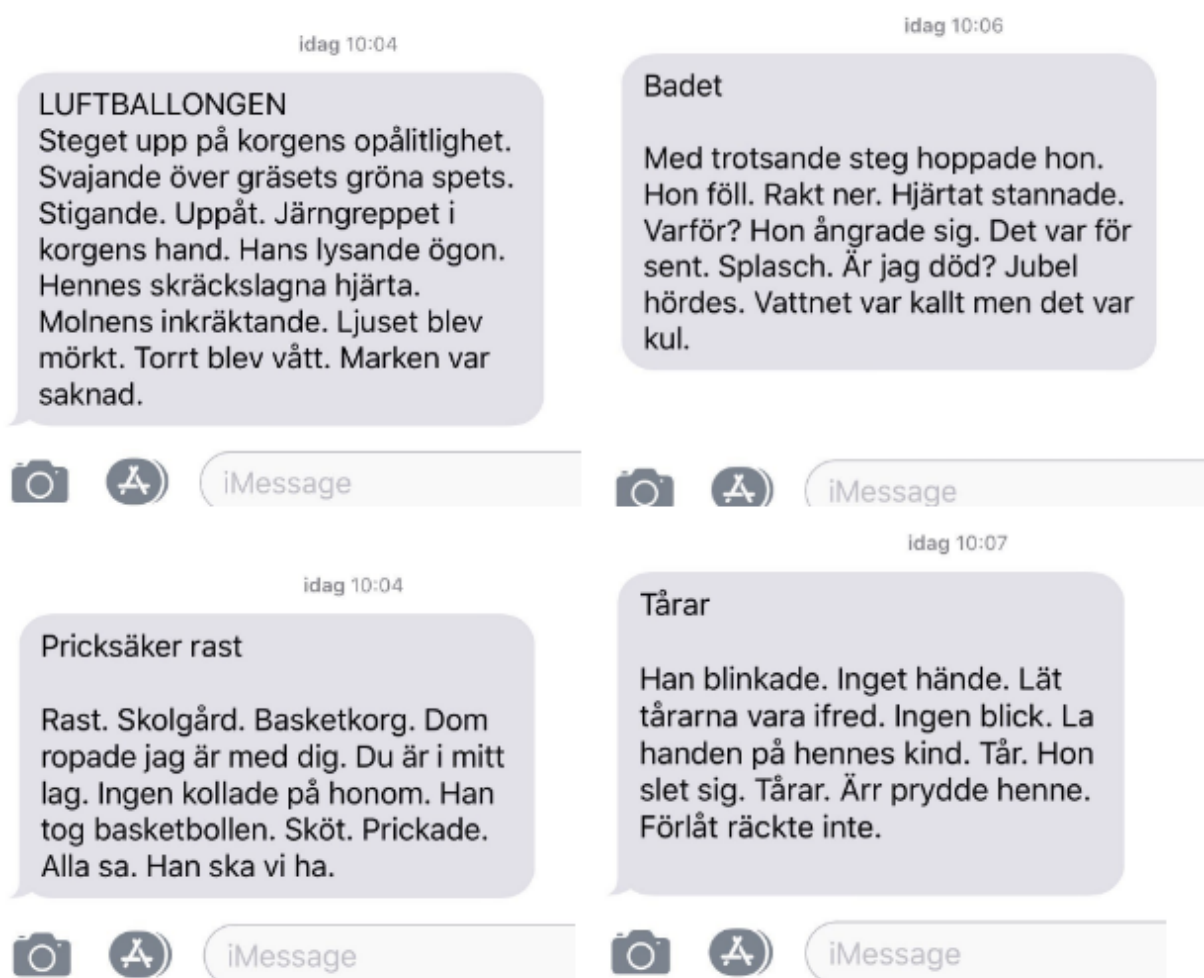 idag 10:04
LUFTBALLONGEN
Steget upp på korgens opålitlighet.
Svajande över gräsets gröna spets.
Stigande. Uppåt. Järngreppet i
korgens hand. Hans lysande ögon.
Hennes skräckslagna hjärta.
Molnens inkräktande. Ljuset blev
mörkt. Torrt blev vått. Marken var
saknad.
iMessage
idag 10:06
Badet
Med trotsande steg hoppade hon.
Hon föll. Rakt ner. Hjärtat stannade.
Varför? Hon ångrade sig. Det var för
sent. Splasch. Är jag död? Jubel
hördes. Vattnet var kallt men det var
kul.
iMessage
idag 10:04
Pricksäker rast
Rast. Skolgård. Basketkorg. Dom
ropade jag är med dig. Du är i mitt
lag. Ingen kollade på honom. Han
tog basketbollen. Sköt. Prickade.
Alla sa. Han ska vi ha.
iMessage
idag 10:07
Tårar
Han blinkade. Inget hände. Lät
tårarna vara ifred. Ingen blick. La
handen på hennes kind. Tår. Hon
slet sig. Tårar. Ärr prydde henne.
Förlåt räckte inte.
iMessage